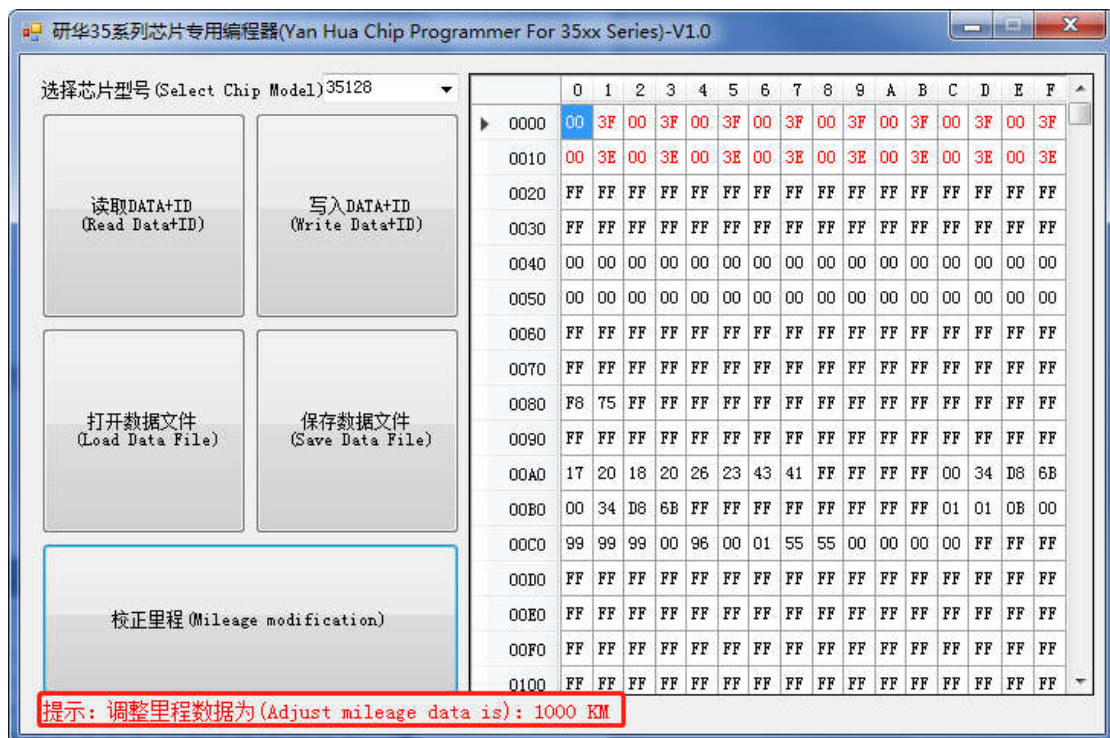 研华35系列芯片专用编程器(Yan Hua Chip Programmer For 35xx Series)-V1.0
选择芯片型号(Select Chip Model) 35128
读取DATA+ID
(Read Data+ID)
写入DATA+ID
(Write Data+ID)
打开数据文件
(Load Data File)
保存数据文件
(Save Data File)
校正里程(Mileage modification)
0 1 2 3 4 5 6 7 8 9 A B C D E F
0000 00 3F 00 3F 00 3F 00 3F 00 3F 00 3F 00 3F 00 3F
0010 00 3E 00 3E 00 3E 00 3E 00 3E 00 3E 00 3E 00 3E
0020 FF FF FF FF FF FF FF FF FF FF FF FF FF FF FF FF
0030 FF FF FF FF FF FF FF FF FF FF FF FF FF FF FF FF
0040 00 00 00 00 00 00 00 00 00 00 00 00 00 00 00 00
0050 00 00 00 00 00 00 00 00 00 00 00 00 00 00 00 00
0060 FF FF FF FF FF FF FF FF FF FF FF FF FF FF FF FF
0070 FF FF FF FF FF FF FF FF FF FF FF FF FF FF FF FF
0080 F8 75 FF FF FF FF FF FF FF FF FF FF FF FF FF FF
0090 FF FF FF FF FF FF FF FF FF FF FF FF FF FF FF FF
00A0 17 20 18 20 26 23 43 41 FF FF FF FF 00 34 D8 6B
00B0 00 34 D8 6B FF FF FF FF FF FF FF FF 01 01 0B 00
00C0 99 99 99 00 96 00 01 55 55 00 00 00 00 FF FF FF
00D0 FF FF FF FF FF FF FF FF FF FF FF FF FF FF FF FF
00E0 FF FF FF FF FF FF FF FF FF FF FF FF FF FF FF FF
00F0 FF FF FF FF FF FF FF FF FF FF FF FF FF FF FF FF
0100 FF FF FF FF FF FF FF FF FF FF FF FF FF FF FF FF
提示：调整里程数据为(Adjust mileage data is): 1000 KM